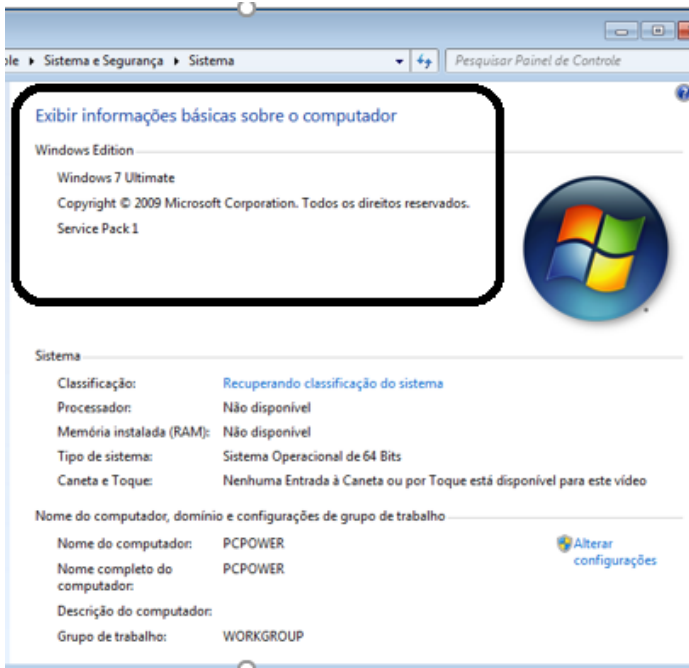 Sistema e Segurança ▸ Sistema
Pesquisar Painel de Controle
Exibir informações básicas sobre o computador
Windows Edition
Windows 7 Ultimate
Copyright © 2009 Microsoft Corporation. Todos os direitos reservados.
Service Pack 1
Sistema
Classificação: Recuperando classificação do sistema
Processador: Não disponível
Memória instalada (RAM): Não disponível
Tipo de sistema: Sistema Operacional de 64 Bits
Caneta e Toque: Nenhuma Entrada à Caneta ou por Toque está disponível para este vídeo
Nome do computador, domínio e configurações de grupo de trabalho
Nome do computador: PCPOWER
Alterar
configurações
Nome completo do
computador: PCPOWER
Descrição do computador:
Grupo de trabalho: WORKGROUP